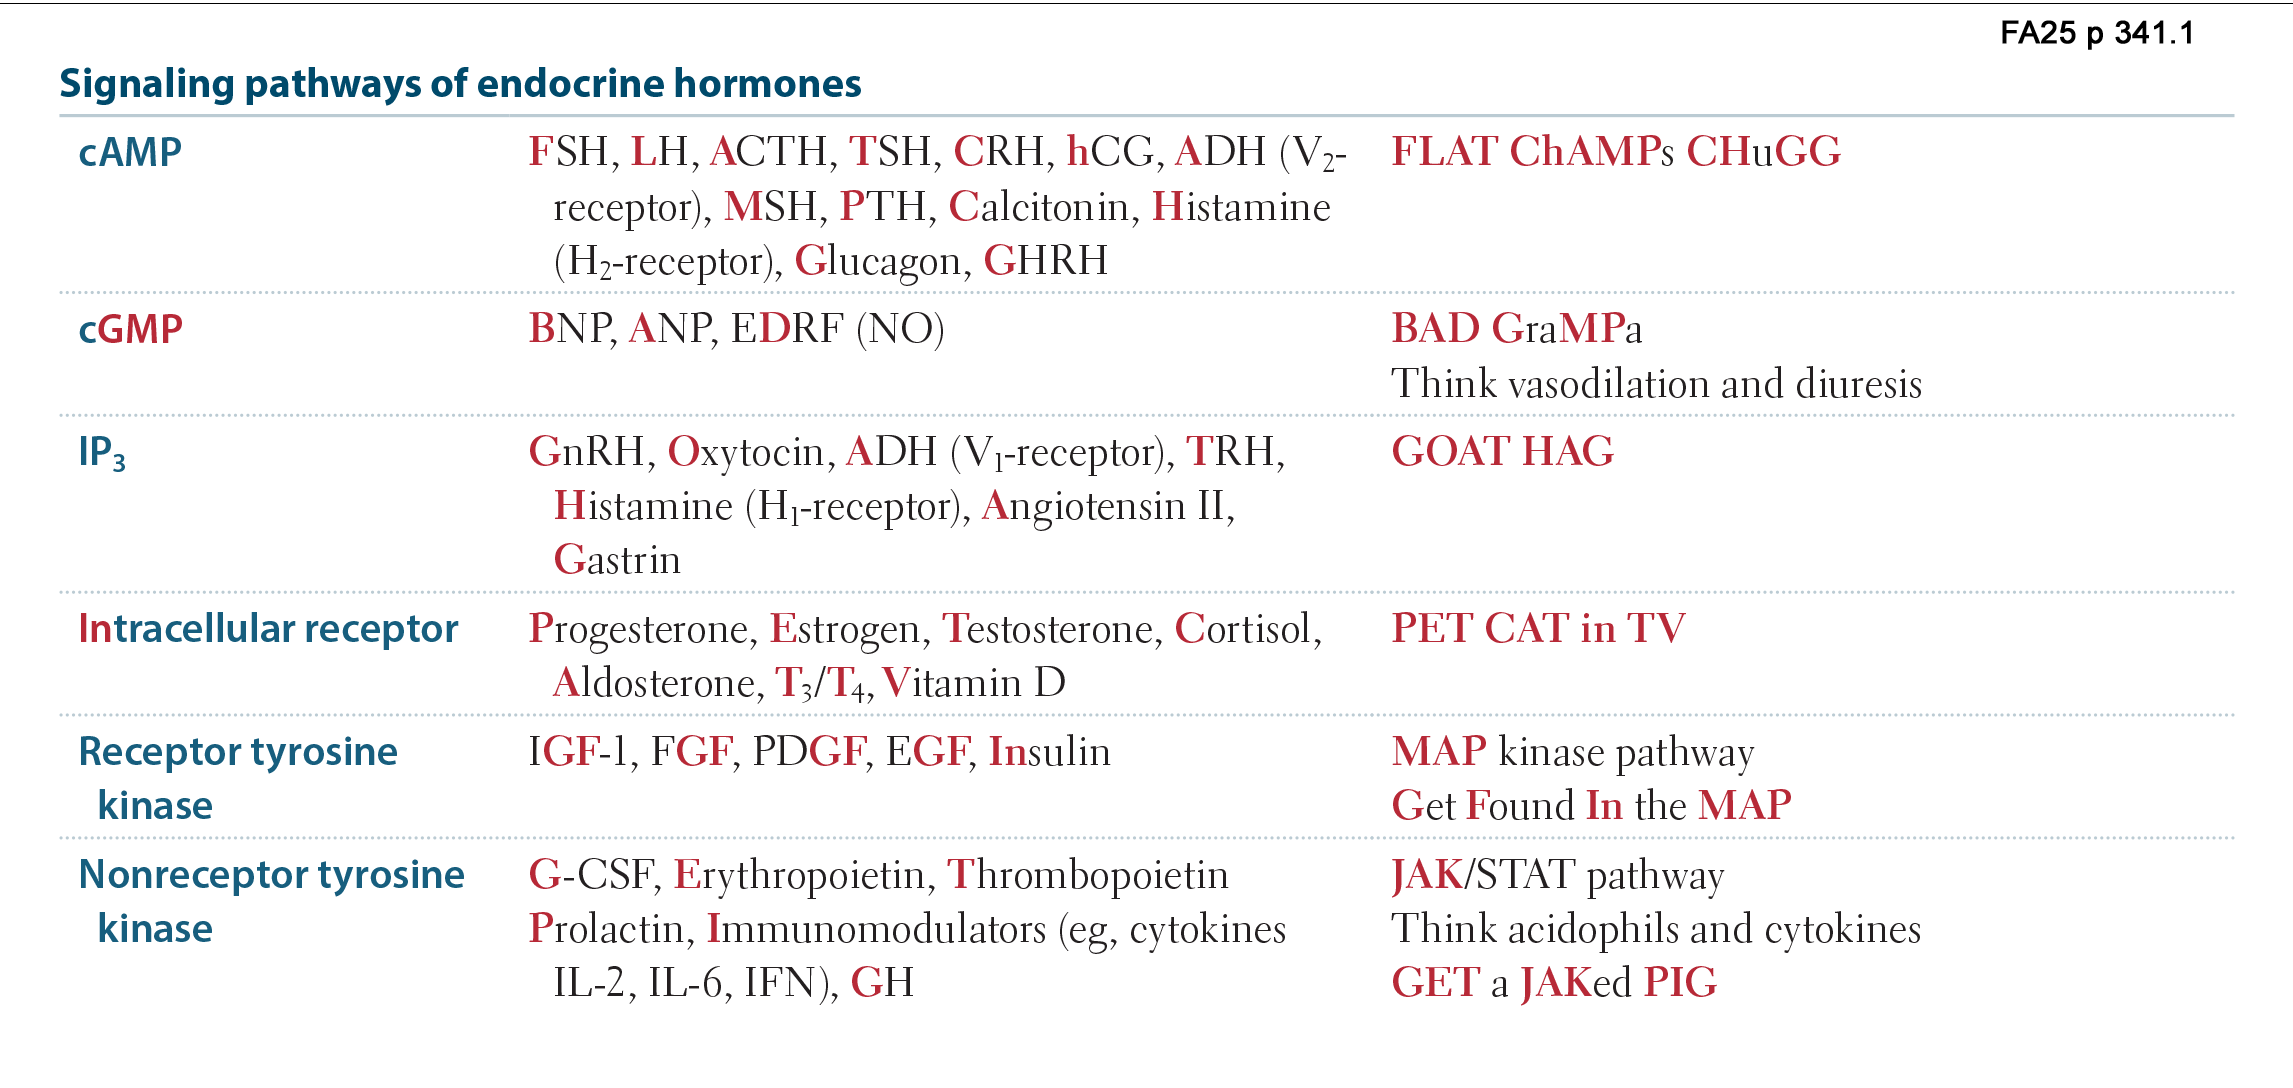 FA25 p 341.1
Signaling pathways of endocrine hormones
cAMP
FSH, LH, ACTH, TSH, CRH, hCG, ADH (V₂-
receptor), MSH, PTH, Calcitonin, Histamine
(H₂-receptor), Glucagon, GHRH
FLAT ChAMPs CHuGG
cGMP
BNP, ANP, EDRF (NO)
BAD GraMPa
Think vasodilation and diuresis
IP₃
GnRH, Oxytocin, ADH (V₁-receptor), TRH,
Histamine (H₁-receptor), Angiotensin II,
Gastrin
GOAT HAG
Intracellular receptor
Progesterone, Estrogen, Testosterone, Cortisol,
Aldosterone, T₃/T₄, Vitamin D
PET CAT in TV
Receptor tyrosine
kinase
IGF-1, FGF, PDGF, EGF, Insulin
MAP kinase pathway
Get Found In the MAP
Nonreceptor tyrosine
kinase
G-CSF, Erythropoietin, Thrombopoietin
Prolactin, Immunomodulators (eg, cytokines
IL-2, IL-6, IFN), GH
JAK/STAT pathway
Think acidophils and cytokines
GET a JAKed PIG